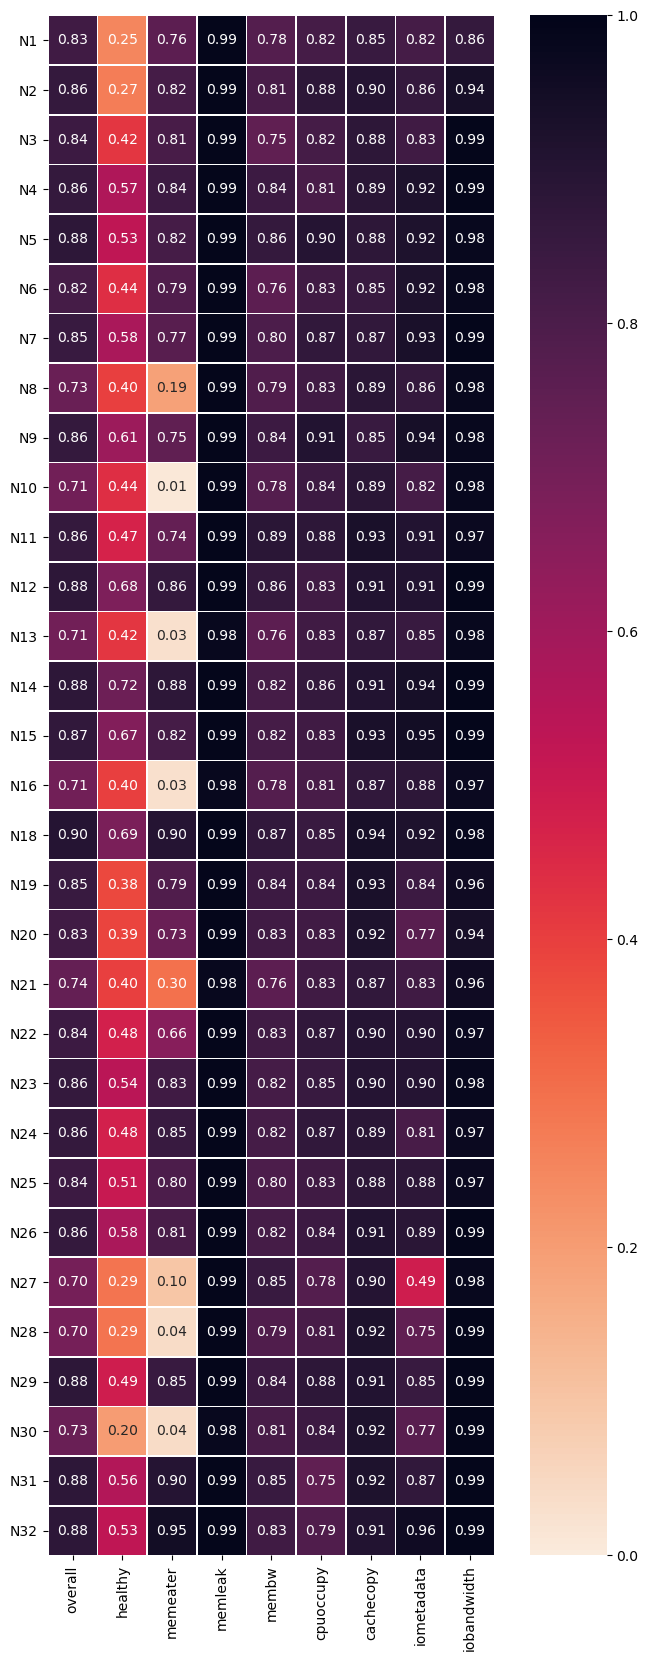 N1 0.83 0.25 0.76 0.99 0.78 0.82 0.85 0.82 0.86
N2 0.86 0.27 0.82 0.99 0.81 0.88 0.90 0.86 0.94
N3 0.84 0.42 0.81 0.99 0.75 0.82 0.88 0.83 0.99
N4 0.86 0.57 0.84 0.99 0.84 0.81 0.89 0.92 0.99
N5 0.88 0.53 0.82 0.99 0.86 0.90 0.88 0.92 0.98
N6 0.82 0.44 0.79 0.99 0.76 0.83 0.85 0.92 0.98
N7 0.85 0.58 0.77 0.99 0.80 0.87 0.87 0.93 0.99
N8 0.73 0.40 0.19 0.99 0.79 0.83 0.89 0.86 0.98
N9 0.86 0.61 0.75 0.99 0.84 0.91 0.85 0.94 0.98
N10 0.71 0.44 0.01 0.99 0.78 0.84 0.89 0.82 0.98
N11 0.86 0.47 0.74 0.99 0.89 0.88 0.93 0.91 0.97
N12 0.88 0.68 0.86 0.99 0.86 0.83 0.91 0.91 0.99
N13 0.71 0.42 0.03 0.98 0.76 0.83 0.87 0.85 0.98
N14 0.88 0.72 0.88 0.99 0.82 0.86 0.91 0.94 0.99
N15 0.87 0.67 0.82 0.99 0.82 0.83 0.93 0.95 0.99
N16 0.71 0.40 0.03 0.98 0.78 0.81 0.87 0.88 0.97
N18 0.90 0.69 0.90 0.99 0.87 0.85 0.94 0.92 0.98
N19 0.85 0.38 0.79 0.99 0.84 0.84 0.93 0.84 0.96
N20 0.83 0.39 0.73 0.99 0.83 0.83 0.92 0.77 0.94
N21 0.74 0.40 0.30 0.98 0.76 0.83 0.87 0.83 0.96
N22 0.84 0.48 0.66 0.99 0.83 0.87 0.90 0.90 0.97
N23 0.86 0.54 0.83 0.99 0.82 0.85 0.90 0.90 0.98
N24 0.86 0.48 0.85 0.99 0.82 0.87 0.89 0.81 0.97
N25 0.84 0.51 0.80 0.99 0.80 0.83 0.88 0.88 0.97
N26 0.86 0.58 0.81 0.99 0.82 0.84 0.91 0.89 0.99
N27 0.70 0.29 0.10 0.99 0.85 0.78 0.90 0.49 0.98
N28 0.70 0.29 0.04 0.99 0.79 0.81 0.92 0.75 0.99
N29 0.88 0.49 0.85 0.99 0.84 0.88 0.91 0.85 0.99
N30 0.73 0.20 0.04 0.98 0.81 0.84 0.92 0.77 0.99
N31 0.88 0.56 0.90 0.99 0.85 0.75 0.92 0.87 0.99
N32 0.88 0.53 0.95 0.99 0.83 0.79 0.91 0.96 0.99
overall healthy memeater memleak membw cpuoccupy cachecopy iometadata iobandwidth
1.0
0.8
0.6
0.4
0.2
0.0